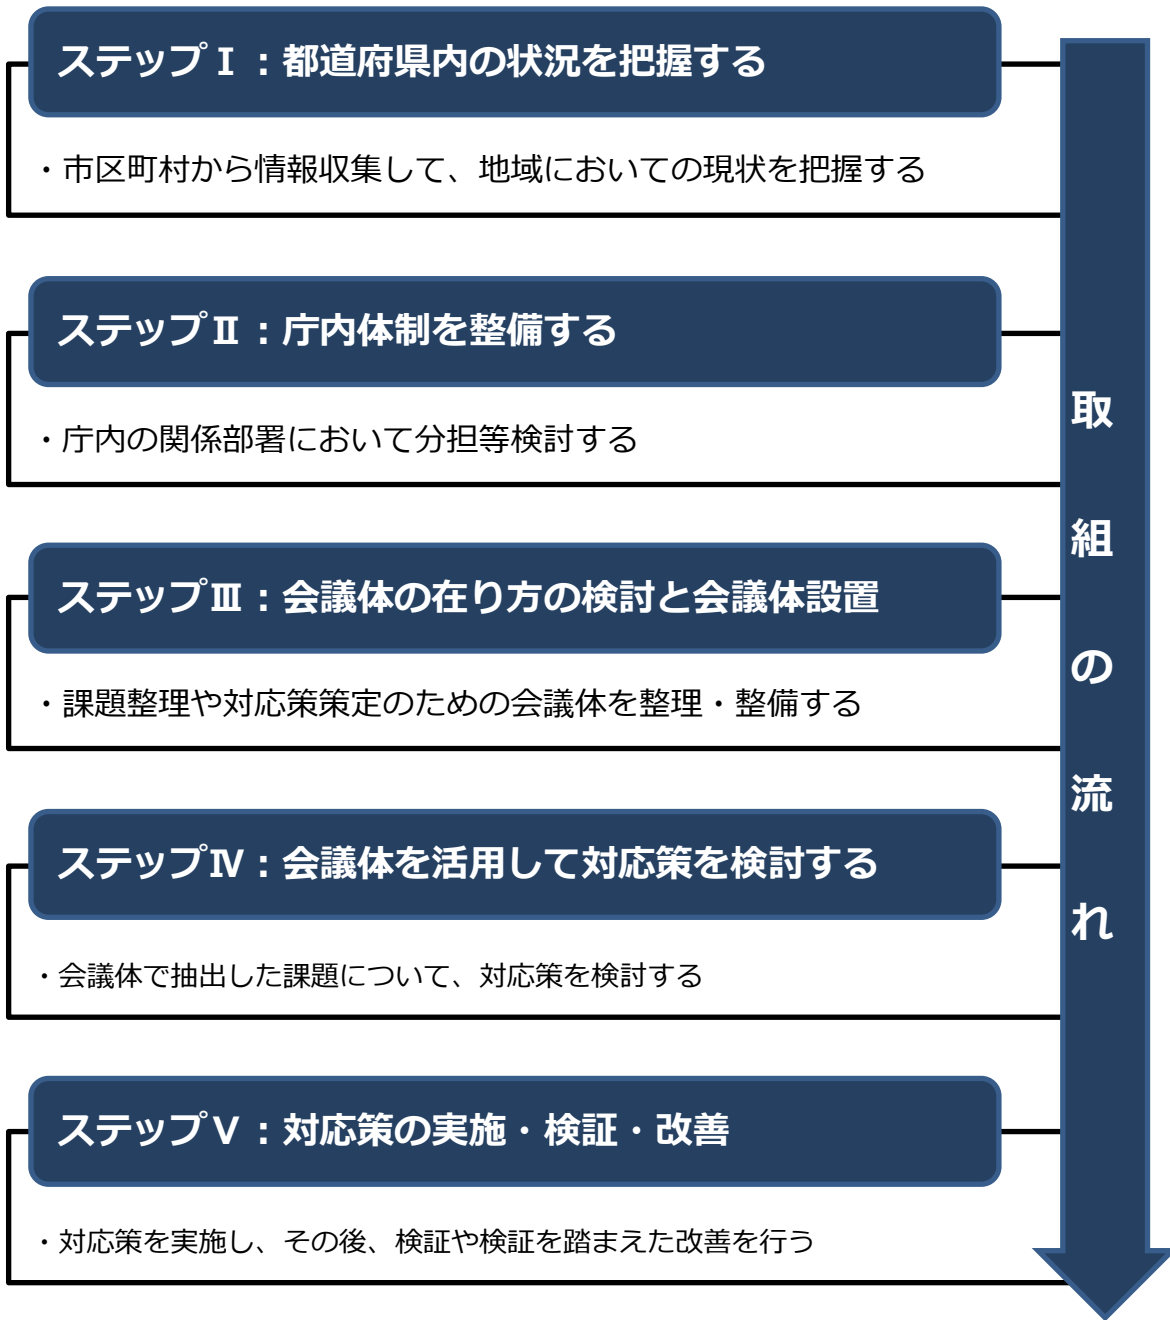 ステップⅠ：都道府県内の状況を把握する
・市区町村から情報収集して、地域においての現状を把握する
ステップⅡ：庁内体制を整備する
・庁内の関係部署において分担等検討する
ステップⅢ：会議体の在り方の検討と会議体設置
・課題整理や対応策策定のための会議体を整理・整備する
ステップⅣ：会議体を活用して対応策を検討する
・会議体で抽出した課題について、対応策を検討する
ステップⅤ：対応策の実施・検証・改善
・対応策を実施し、その後、検証や検証を踏まえた改善を行う
取組の流れ